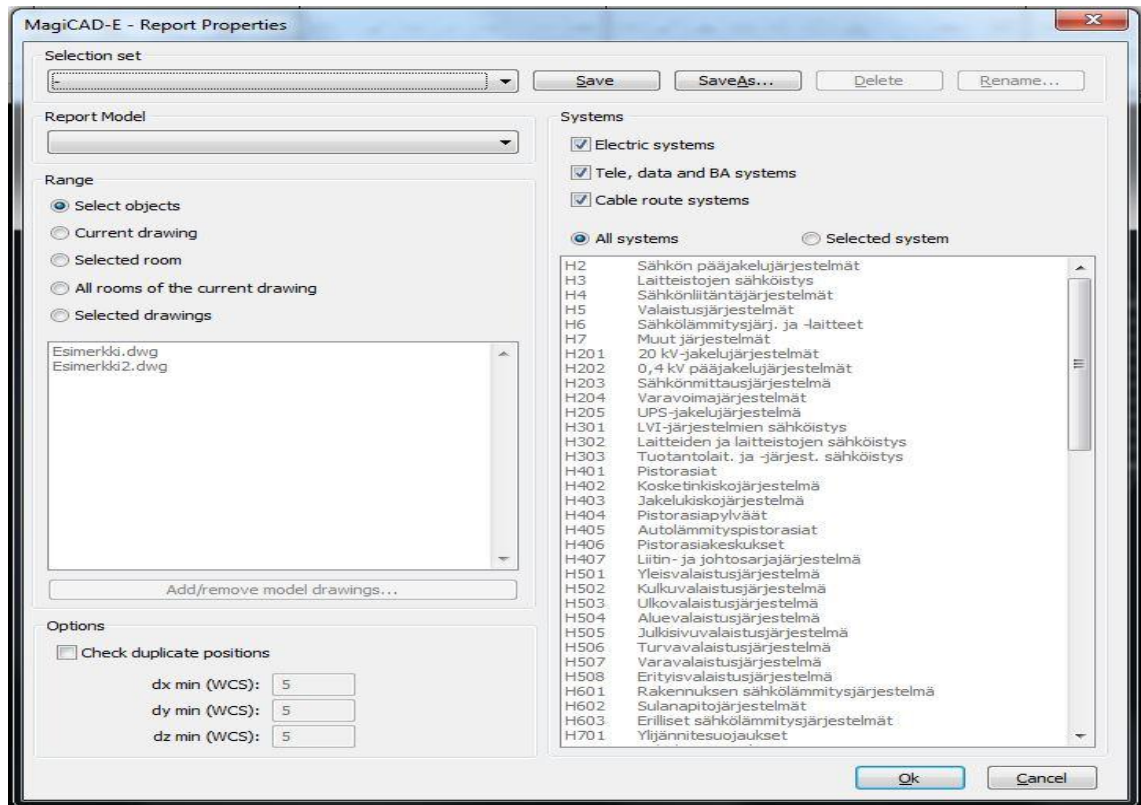 MagiCAD-E - Report Properties
Selection set
-
Save
SaveAs...
Delete
Rename...
Report Model
Range
Select objects
Current drawing
Selected room
All rooms of the current drawing
Selected drawings
Esimerkki.dwg
Esimerkki2.dwg
Add/remove model drawings...
Options
Check duplicate positions
dx min (WCS): 5
dy min (WCS): 5
dz min (WCS): 5
Systems
Electric systems
Tele, data and BA systems
Cable route systems
All systems
Selected system
H2 Sähkön pääjakelujärjestelmät
H3 Laitteistojen sähköistys
H4 Sähkönliitäntäjärjestelmät
H5 Valaistusjärjestelmät
H6 Sähkölämmitysjärj. ja -laitteet
H7 Muut järjestelmät
H201 20 kV-jakelujärjestelmät
H202 0,4 kV pääjakelujärjestelmät
H203 Sähkönmittausjärjestelmä
H204 Varavoimajärjestelmät
H205 UPS-jakelujärjestelmä
H301 LVI-järjestelmien sähköistys
H302 Laitteiden ja laitteistojen sähköistys
H303 Tuotantolait. ja -järjest. sähköistys
H401 Pistorasiat
H402 Kosketinkiskojärjestelmä
H403 Jakelukiskojärjestelmä
H404 Pistorasiapylväät
H405 Autolämmityspistorasiat
H406 Pistorasiakeskukset
H407 Liitin- ja johtosarjajärjestelmä
H501 Yleisvalaistusjärjestelmä
H502 Kulkuvalaistusjärjestelmä
H503 Ulkovalaistusjärjestelmä
H504 Aluevalaistusjärjestelmä
H505 Julkisivuvalaistusjärjestelmä
H506 Turvavalaistusjärjestelmä
H507 Varavalaistusjärjestelmä
H508 Erityisvalaistusjärjestelmä
H601 Rakennuksen sähkölämmitysjärjestelmä
H602 Sulanapitojärjestelmät
H603 Erilliset sähkölämmitysjärjestelmät
H701 Ylijännitesuojaukset
Ok
Cancel